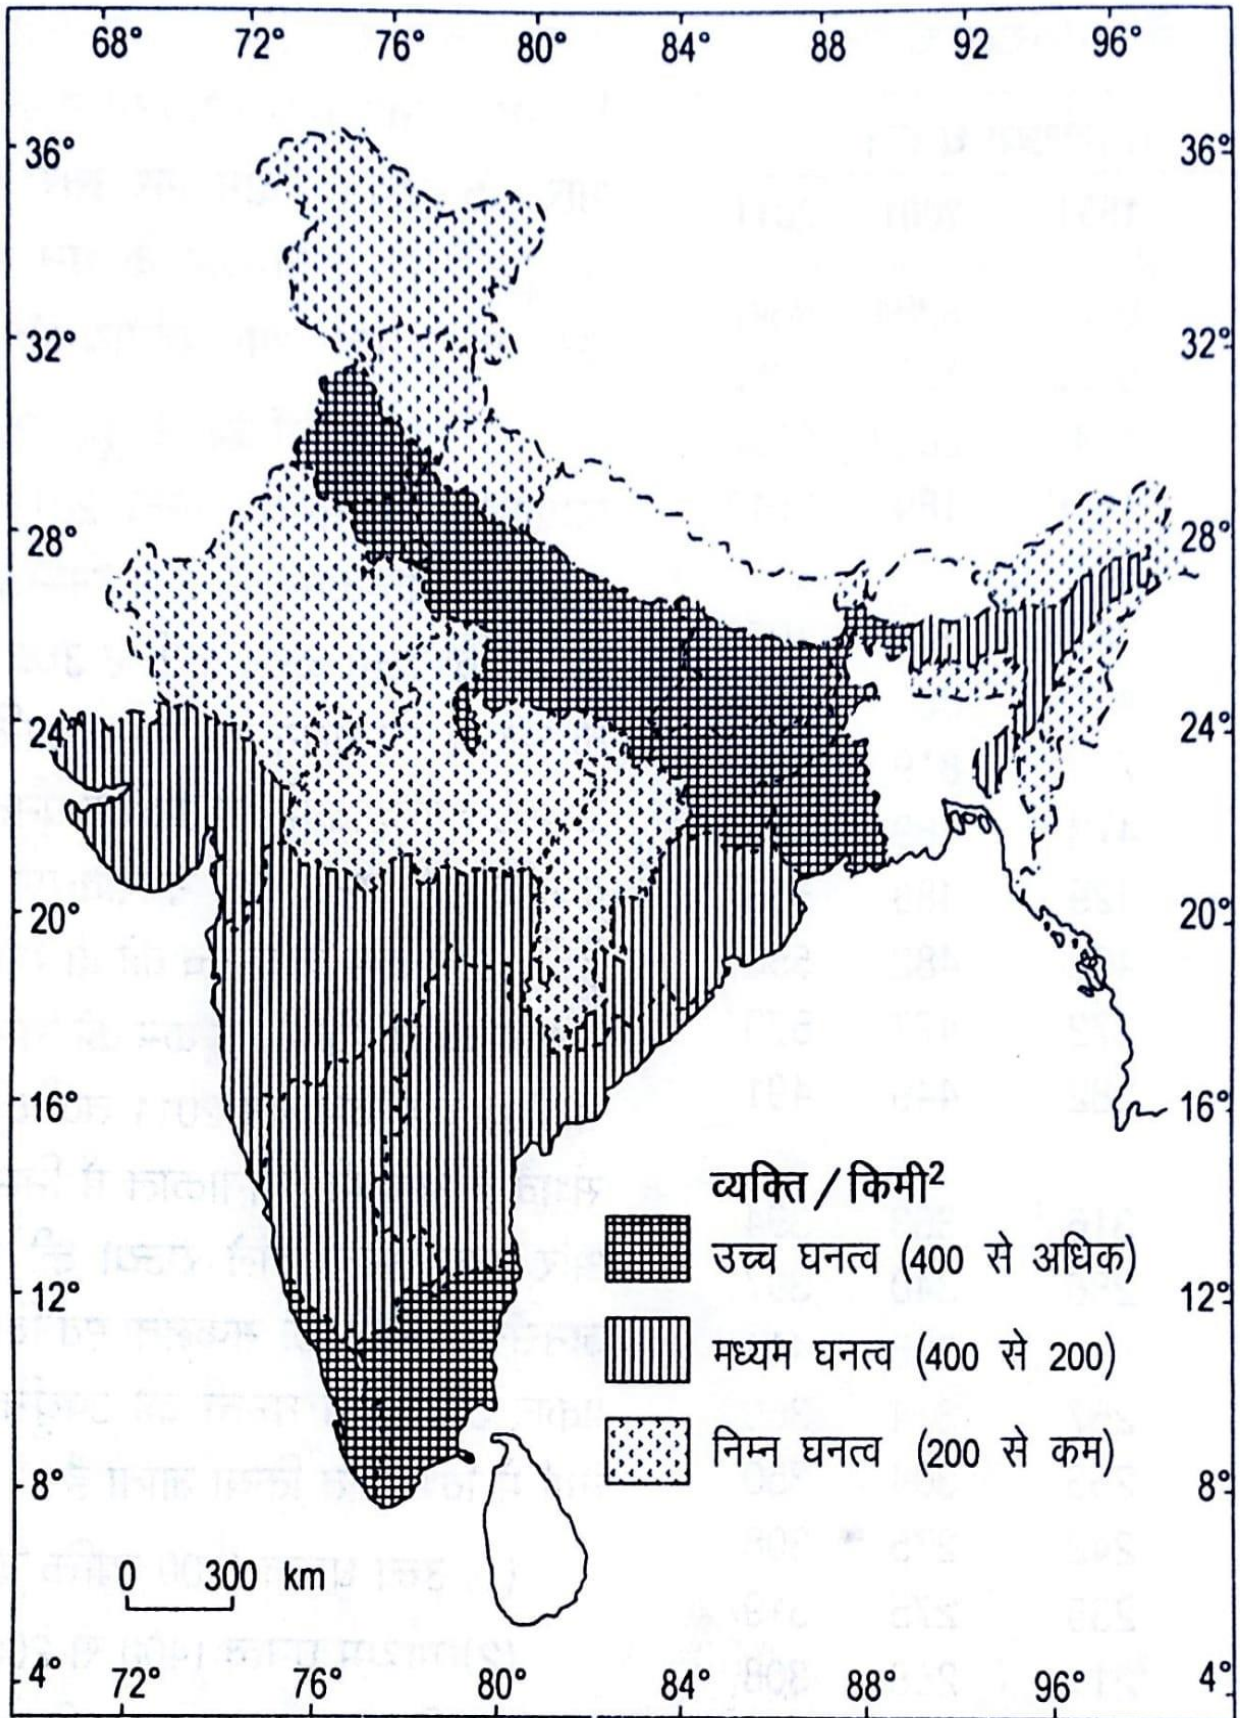 68° 72° 76° 80° 84° 88 92° 96°
36° 36°
32° 32°
28° 28°
24° 24°
20° 20°
16° 16°
व्यक्ति / किमी²
उच्च घनत्व (400 से अधिक)
12° 12°
मध्यम घनत्व (400 से 200)
निम्न घनत्व (200 से कम)
8° 8°
0 300 km
4° 72° 76° 80° 84° 88° 96° 4°